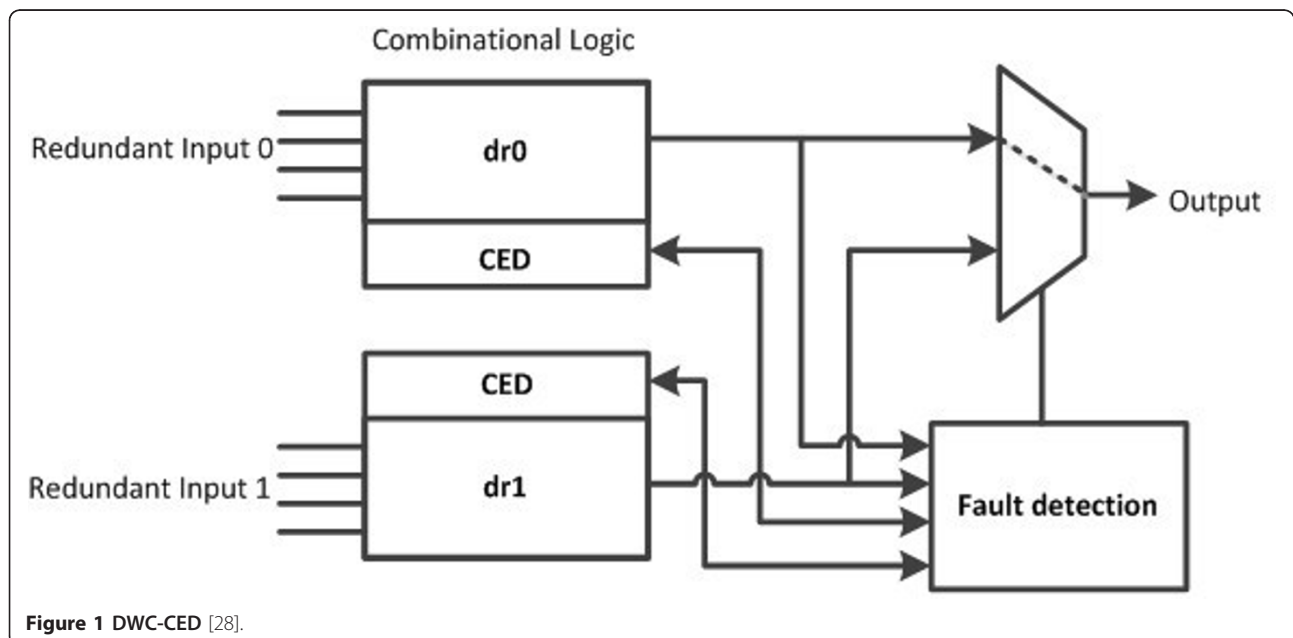 Combinational Logic
Redundant Input 0
dr0
CED
Output
CED
Redundant Input 1
dr1
Fault detection
Figure 1 DWC-CED [28].